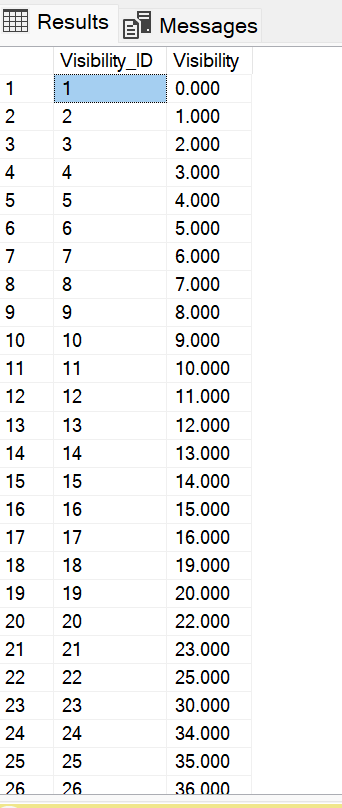 Results Messages
Visibility_ID Visibility
1 1 0.000
2 2 1.000
3 3 2.000
4 4 3.000
5 5 4.000
6 6 5.000
7 7 6.000
8 8 7.000
9 9 8.000
10 10 9.000
11 11 10.000
12 12 11.000
13 13 12.000
14 14 13.000
15 15 14.000
16 16 15.000
17 17 16.000
18 18 19.000
19 19 20.000
20 20 22.000
21 21 23.000
22 22 25.000
23 23 30.000
24 24 34.000
25 25 35.000
26 26 36.000